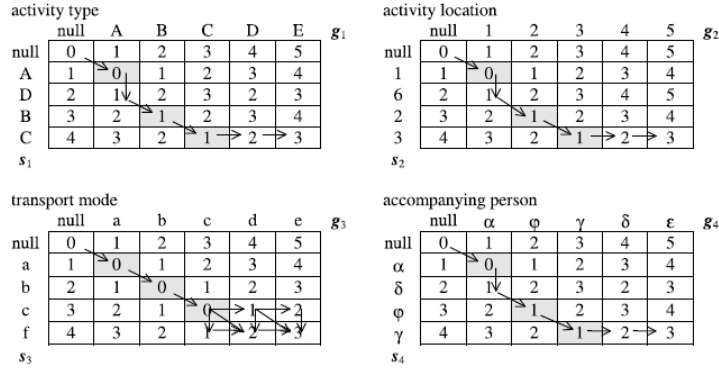 activity type
null A B C D E g1
null 0 1 2 3 4 5
A 1 0 1 2 3 4
D 2 1 2 3 2 3
B 3 2 1 2 3 4
C 4 3 2 1 2 3
s1
activity location
null 1 2 3 4 5 g2
null 0 1 2 3 4 5
1 1 0 1 2 3 4
6 2 1 2 3 4 5
2 3 2 1 2 3 4
3 4 3 2 1 2 3
s2
transport mode
null a b c d e g3
null 0 1 2 3 4 5
a 1 0 1 2 3 4
b 2 1 0 1 2 3
c 3 2 1 0 1 2
f 4 3 2 1 2 3
s3
accompanying person
null α φ γ δ ε g4
null 0 1 2 3 4 5
α 1 0 1 2 3 4
δ 2 1 2 3 2 3
φ 3 2 1 2 3 4
γ 4 3 2 1 2 3
s4